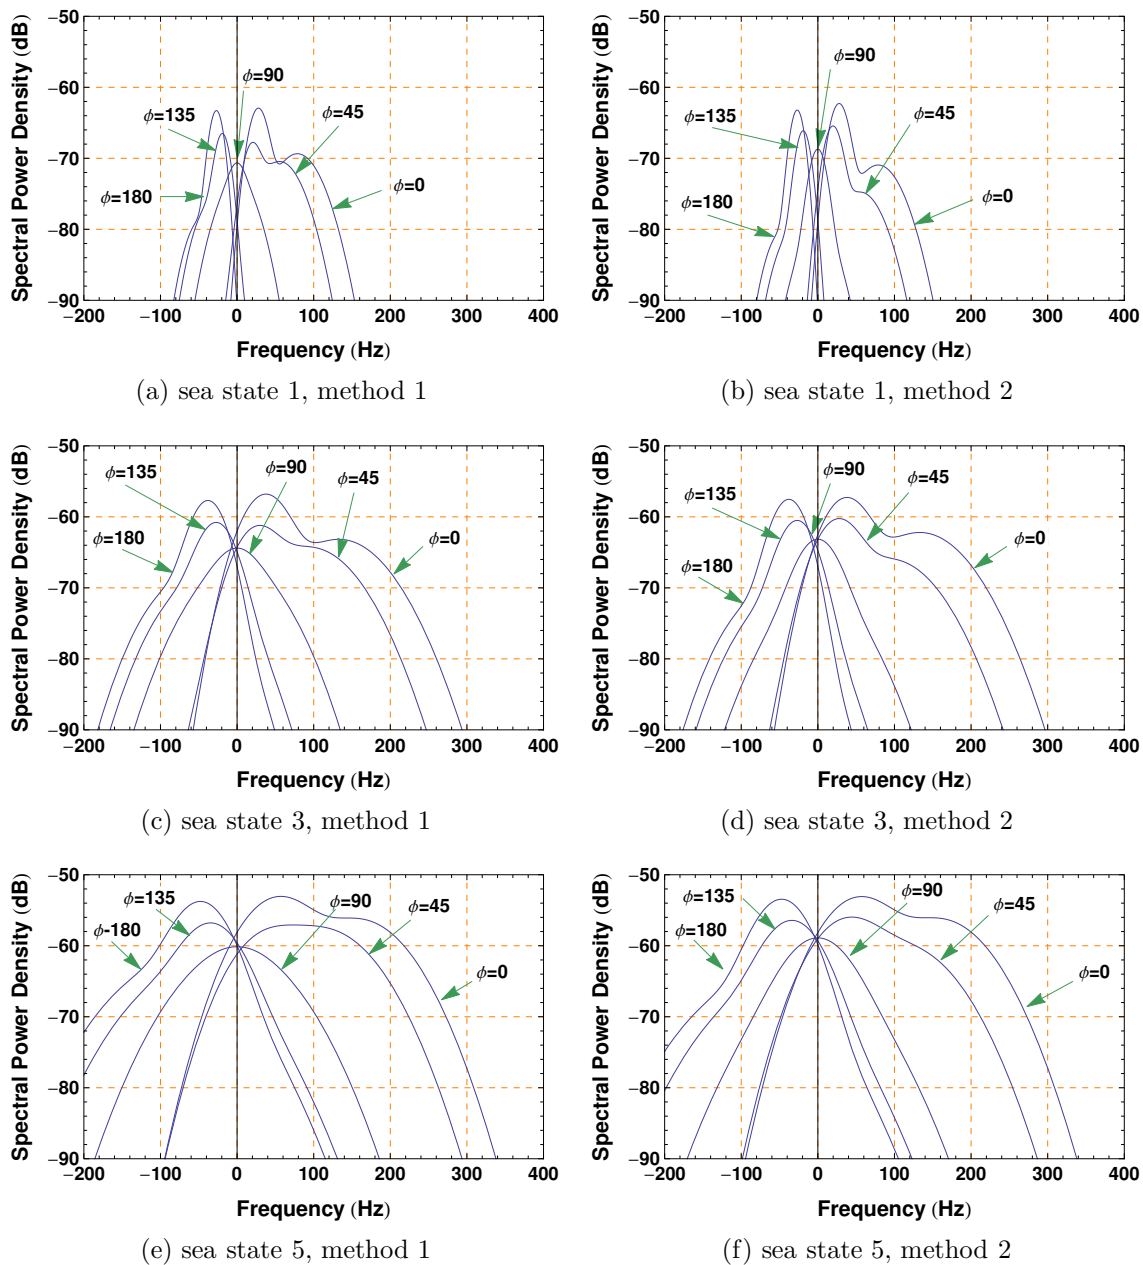 Spectral Power Density (dB)
−50
−60
−70
−80
−90
ϕ=90
ϕ=135
ϕ=45
ϕ=180
ϕ=0
−200 −100 0 100 200 300 400
Frequency (Hz)
(a) sea state 1, method 1
Spectral Power Density (dB)
−50
−60
−70
−80
−90
ϕ=90
ϕ=135
ϕ=45
ϕ=180
ϕ=0
−200 −100 0 100 200 300 400
Frequency (Hz)
(b) sea state 1, method 2
Spectral Power Density (dB)
−50
−60
−70
−80
−90
ϕ=135
ϕ=90
ϕ=45
ϕ=180
ϕ=0
−200 −100 0 100 200 300 400
Frequency (Hz)
(c) sea state 3, method 1
Spectral Power Density (dB)
−50
−60
−70
−80
−90
ϕ=90
ϕ=45
ϕ=135
ϕ=0
ϕ=180
−200 −100 0 100 200 300 400
Frequency (Hz)
(d) sea state 3, method 2
Spectral Power Density (dB)
−50
−60
−70
−80
−90
ϕ=135
ϕ=90
ϕ=45
ϕ-180
ϕ=0
−200 −100 0 100 200 300 400
Frequency (Hz)
(e) sea state 5, method 1
Spectral Power Density (dB)
−50
−60
−70
−80
−90
ϕ=135
ϕ=90
ϕ=45
ϕ=180
ϕ=0
−200 −100 0 100 200 300 400
Frequency (Hz)
(f) sea state 5, method 2